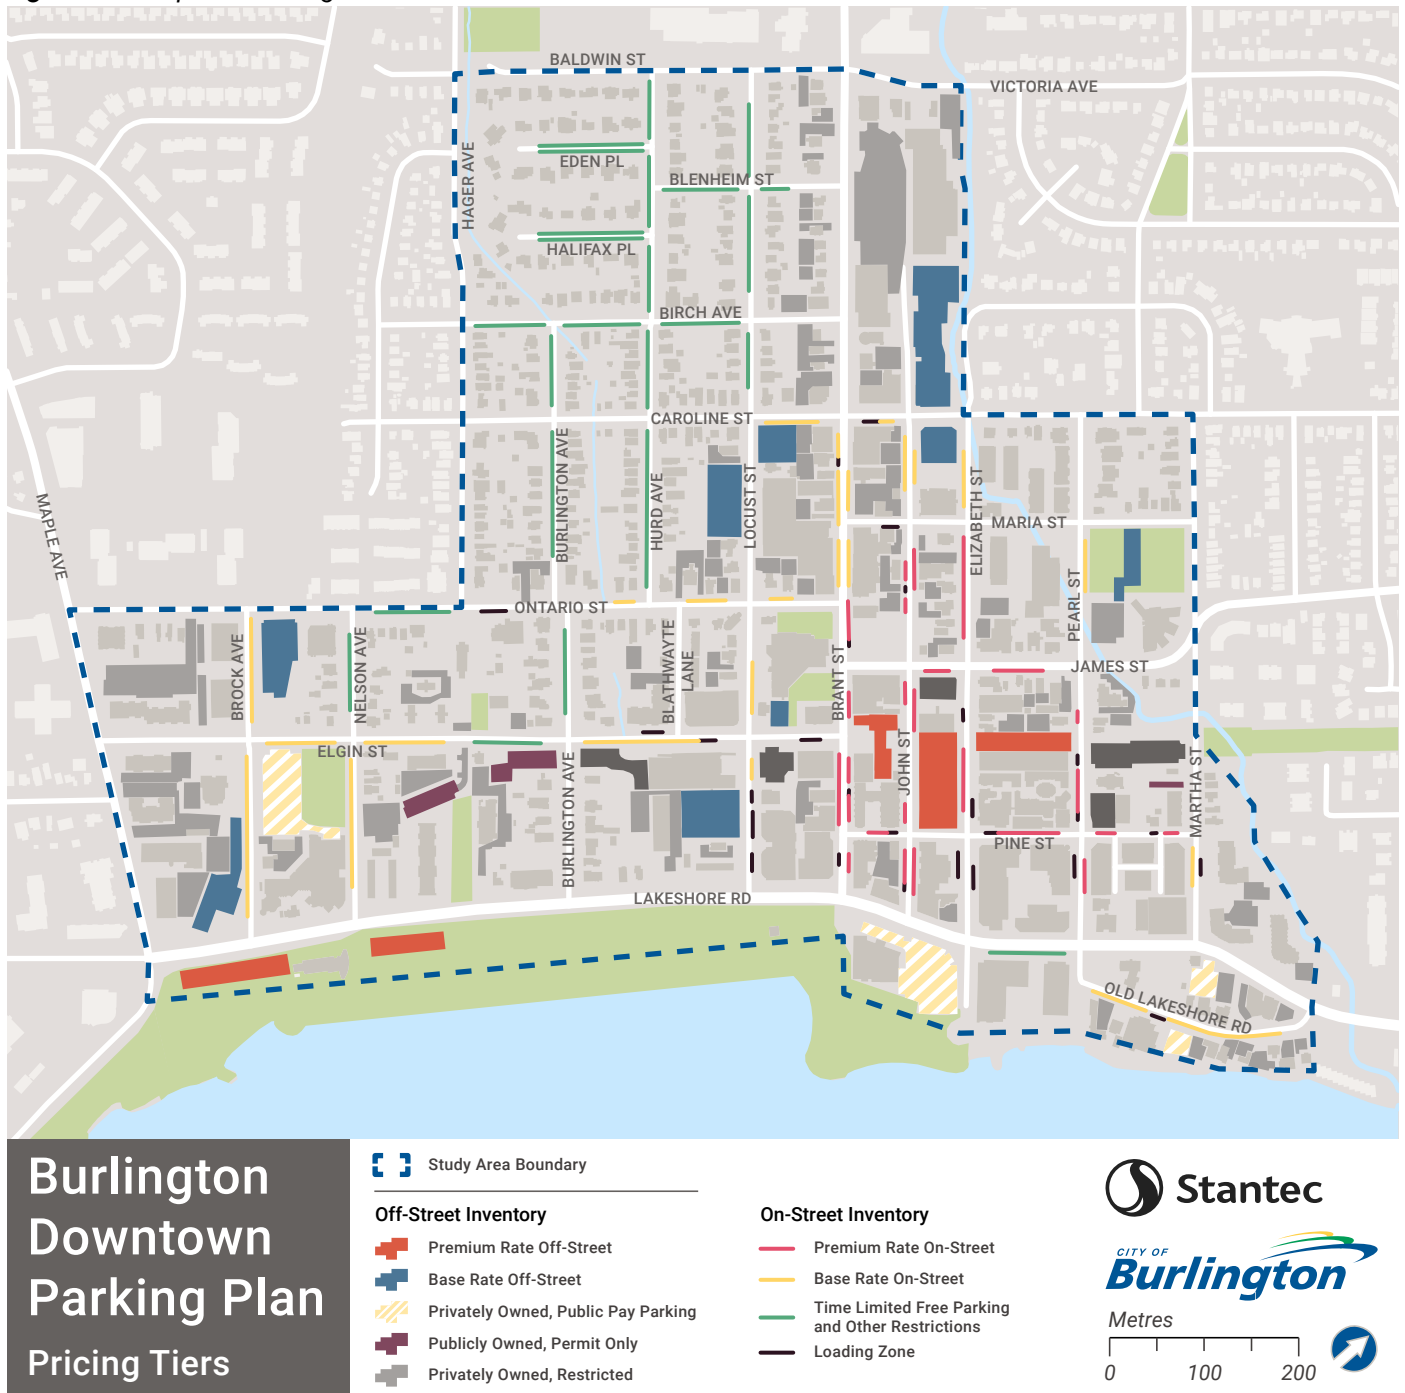 BALDWIN ST
VICTORIA AVE
HAGER AVE
EDEN PL
BLENHEIM ST
HALIFAX PL
BIRCH AVE
CAROLINE ST
BURLINGTON AVE
HURD AVE
LOCUST ST
ELIZABETH ST
MARIA ST
MAPLE AVE
PEARL ST
ONTARIO ST
BROCK AVE
NELSON AVE
BLATHWAYTE
LANE
BRANT ST
JAMES ST
ELGIN ST
JOHN ST
MARTHA ST
BURLINGTON AVE
PINE ST
LAKESHORE RD
OLD LAKESHORE RD
Burlington
Downtown
Parking Plan
Pricing Tiers
Study Area Boundary
Off-Street Inventory
Premium Rate Off-Street
Base Rate Off-Street
Privately Owned, Public Pay Parking
Publicly Owned, Permit Only
Privately Owned, Restricted
On-Street Inventory
Premium Rate On-Street
Base Rate On-Street
Time Limited Free Parking
and Other Restrictions
Loading Zone
Stantec
CITY OF
Burlington
Metres
0 100 200